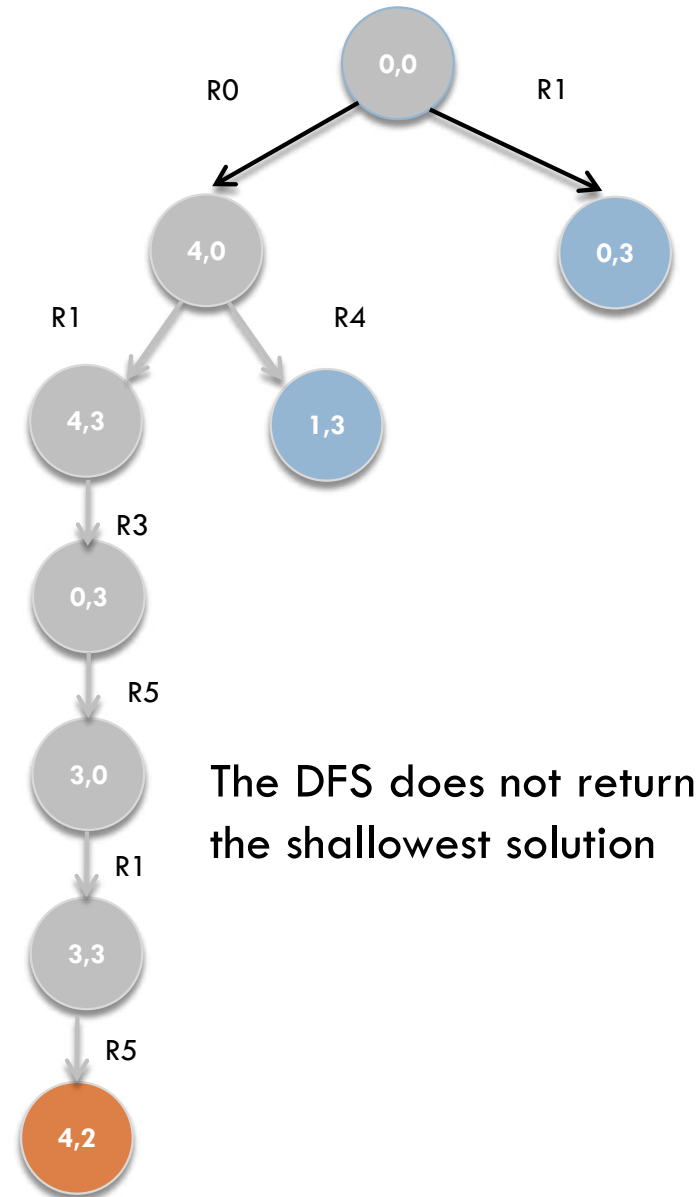 0,0
R0
R1
4,0
0,3
R1
R4
4,3
1,3
R3
0,3
R5
3,0
The DFS does not return
the shallowest solution
R1
3,3
R5
4,2